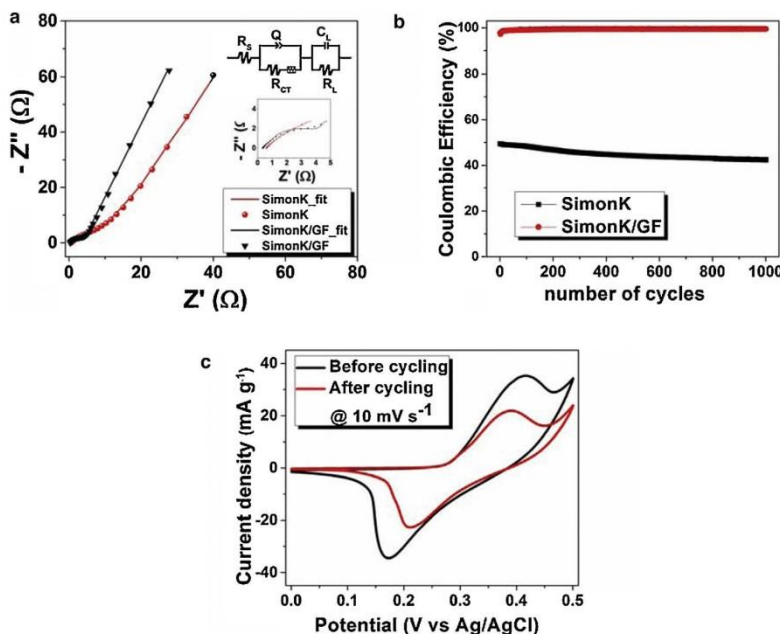 a
- Z'' (Ω)
80
60
40
20
0
0 20 40 60 80
Z' (Ω)
R_S
Q
R_CT
C_L
R_L
- Z'' (Ω
4
2
0
0 1 2 3 4 5
Z' (Ω)
SimonK_fit
SimonK
SimonK/GF_fit
SimonK/GF
b
Coulombic Efficiency (%)
100
80
60
40
20
0
SimonK
SimonK/GF
0 200 400 600 800 1000
number of cycles
c
Current density (mA g⁻¹)
40
20
0
-20
-40
Before cycling
After cycling
@ 10 mV s⁻¹
0.0 0.1 0.2 0.3 0.4 0.5
Potential (V vs Ag/AgCl)